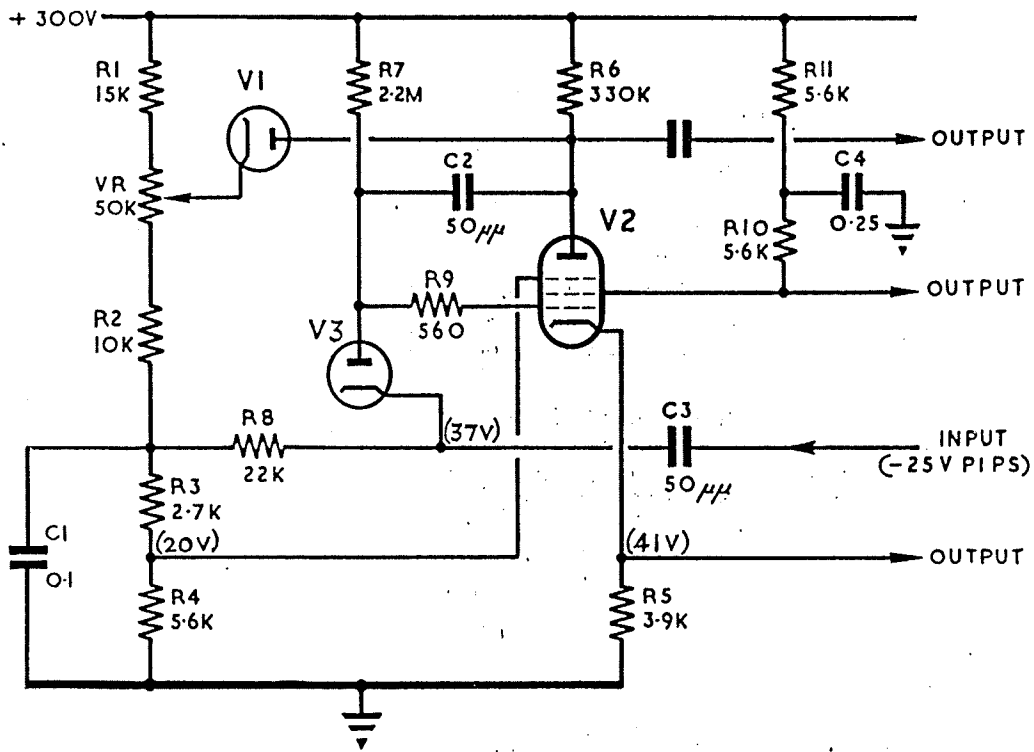 + 300V
R1
15K
V1
R7
2·2M
R6
330K
R11
5·6K
OUTPUT
VR
50K
C2
50μμ
V2
C4
0·25
R10
5·6K
OUTPUT
R2
10K
V3
R9
560
R8
22K
(37V)
C3
50μμ
INPUT
(-25V PIPS)
R3
2·7K
C1
0·1
(20V)
(41V)
OUTPUT
R4
5·6K
R5
3·9K